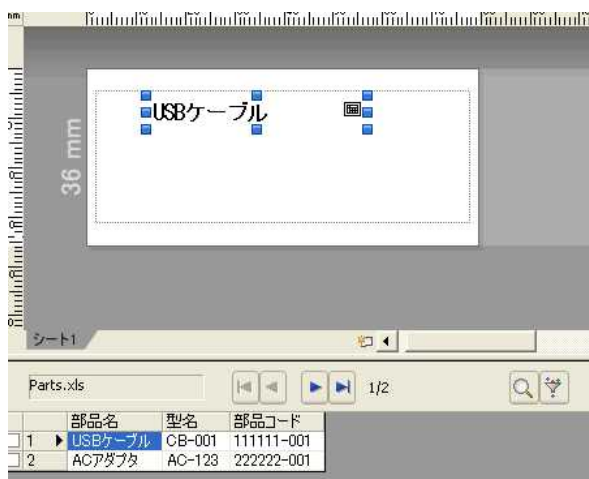 mm
USBケーブル
36 mm
シート1
Parts.xls
1/2
部品名 型名 部品コード
1 USBケーブル CB-001 111111-001
2 ACアダプタ AC-123 222222-001